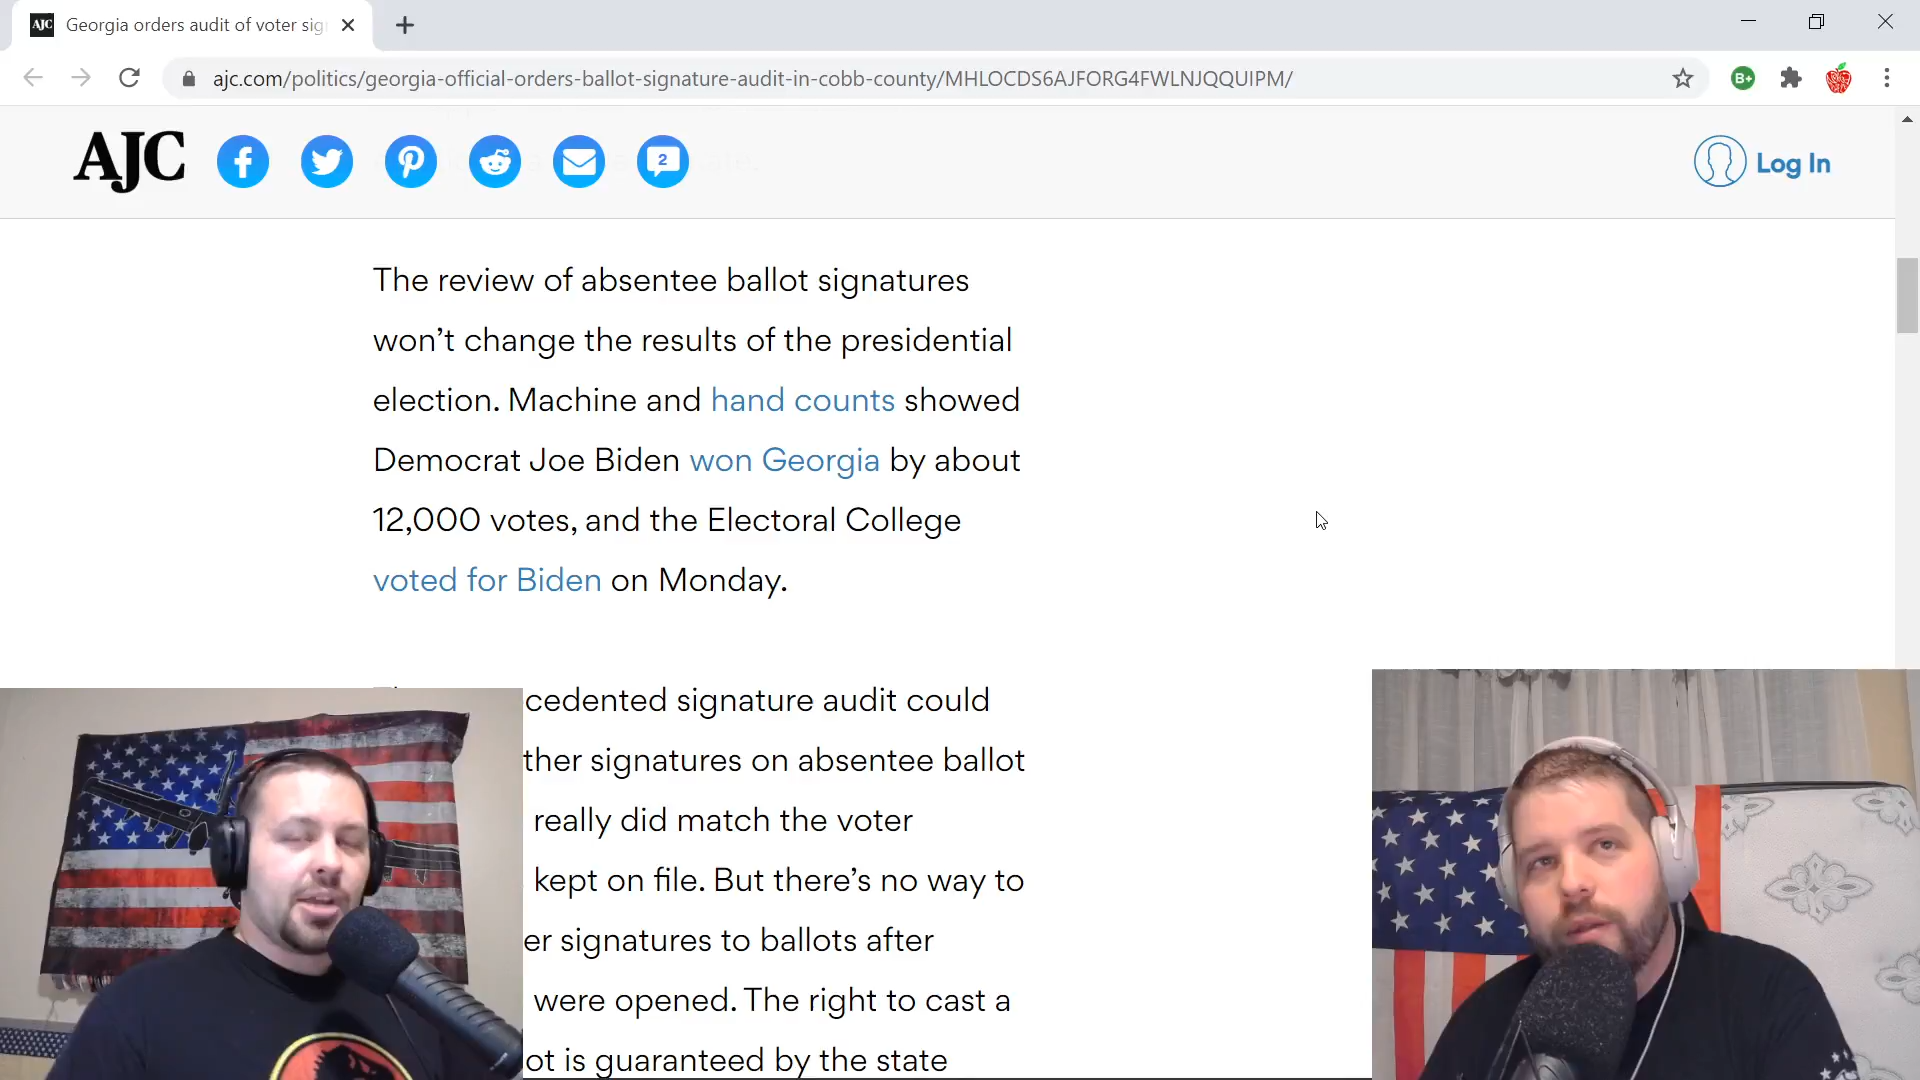 AJC Georgia orders audit of voter sig
ajc.com/politics/georgia-official-orders-ballot-signature-audit-in-cobb-county/MHLOCDS6AJFORG4FWLNJQQUIPM/
B+
AJC
2
Log In
The review of absentee ballot signatures
won't change the results of the presidential
election. Machine and hand counts showed
Democrat Joe Biden won Georgia by about
12,000 votes, and the Electoral College
voted for Biden on Monday.
cedented signature audit could
ther signatures on absentee ballot
really did match the voter
kept on file. But there's no way to
er signatures to ballots after
were opened. The right to cast a
ot is guaranteed by the state